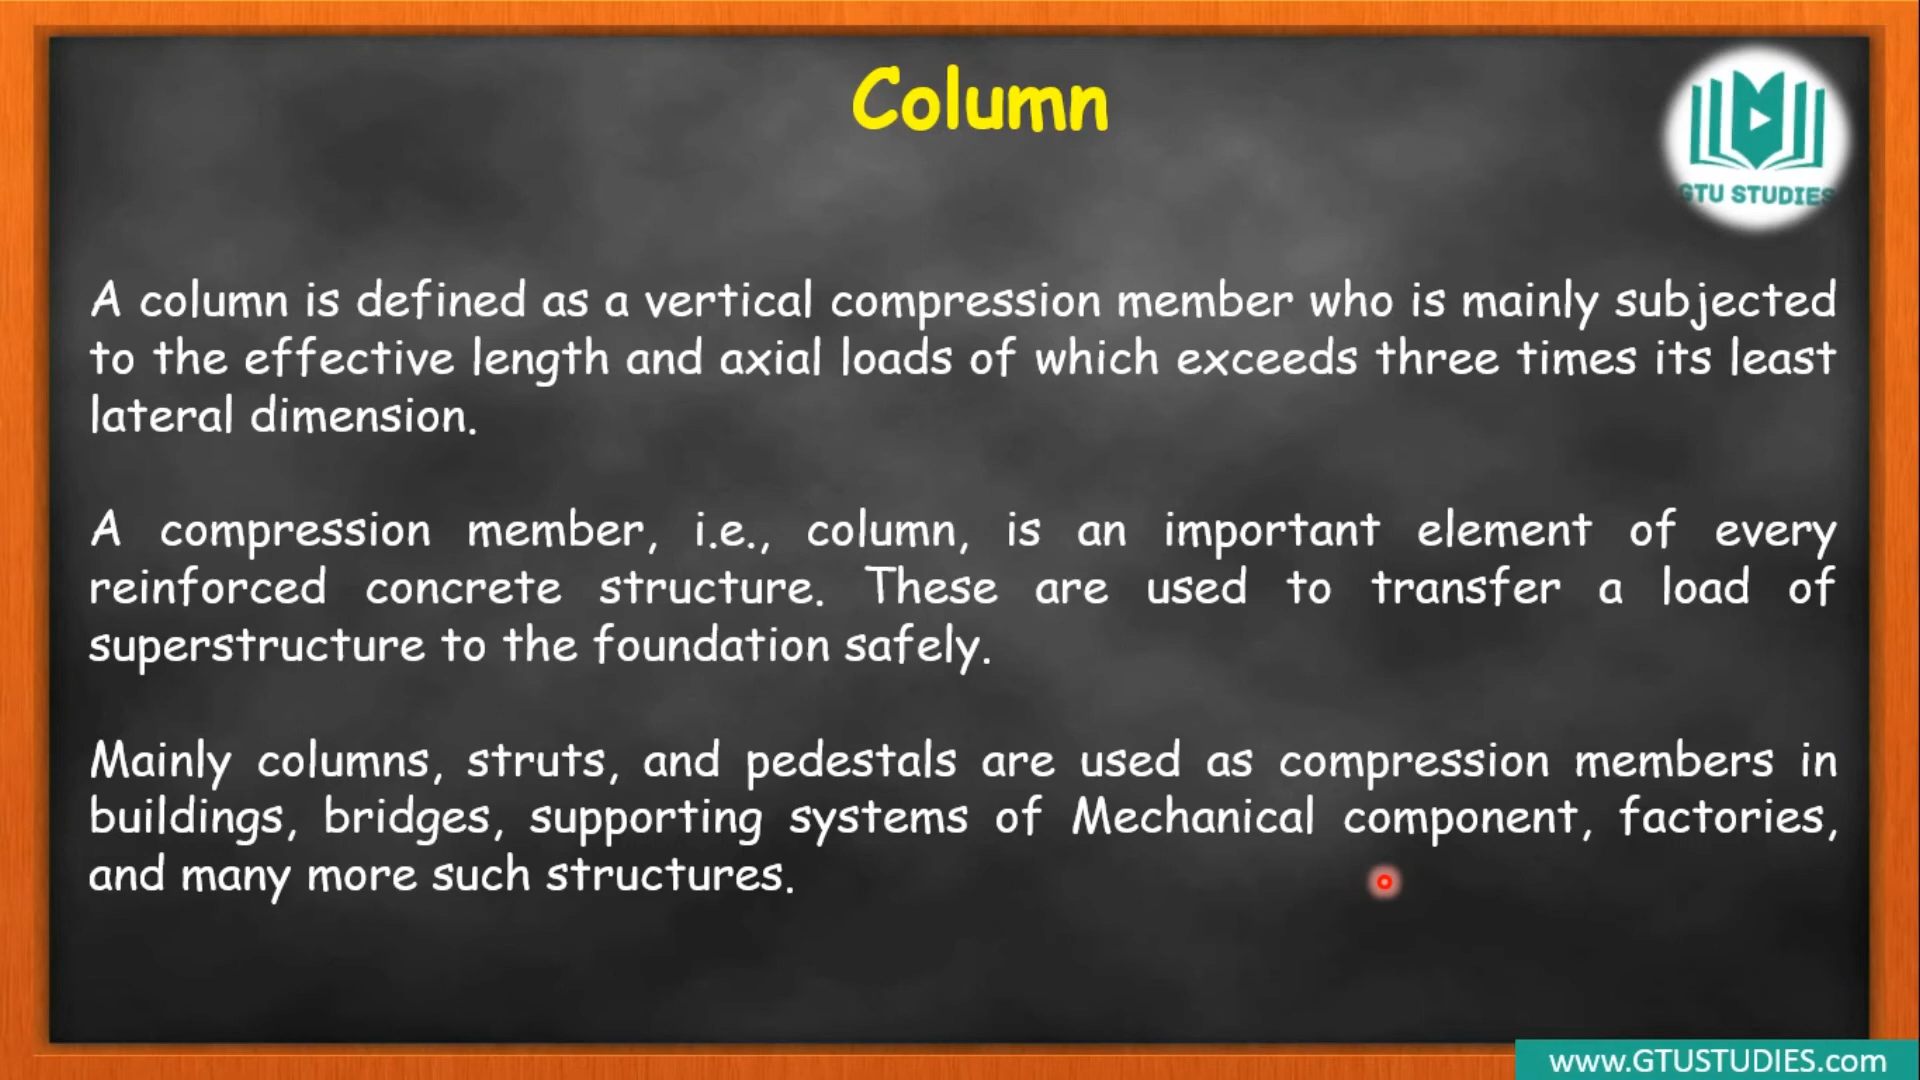 Column
GTU STUDIES
A column is defined as a vertical compression member who is mainly subjected
to the effective length and axial loads of which exceeds three times its least
lateral dimension.
A compression member, i.e., column, is an important element of every
reinforced concrete structure. These are used to transfer a load of
superstructure to the foundation safely.
Mainly columns, struts, and pedestals are used as compression members in
buildings, bridges, supporting systems of Mechanical component, factories,
and many more such structures.
www.GTUSTUDIES.com